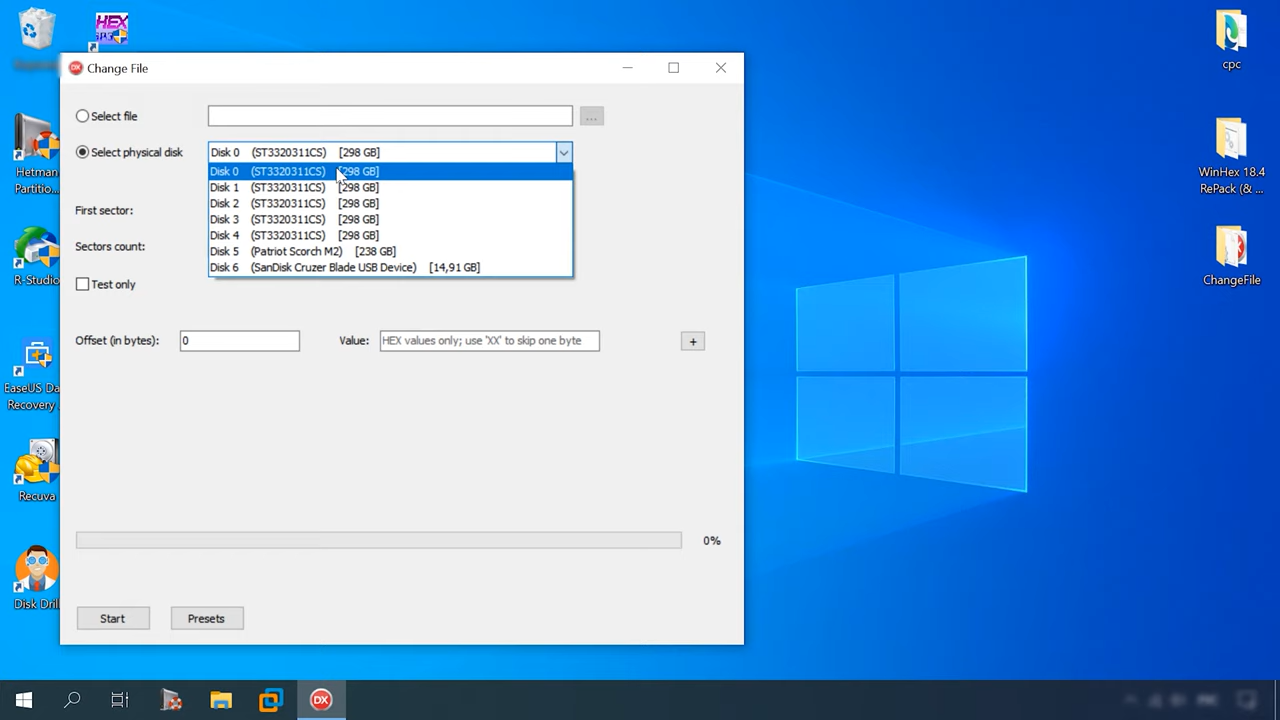 HEX
Change File
Select file
...
Select physical disk
Disk 0 (ST3320311CS) [298 GB]
Disk 0 (ST3320311CS) [298 GB]
Disk 1 (ST3320311CS) [298 GB]
Disk 2 (ST3320311CS) [298 GB]
Disk 3 (ST3320311CS) [298 GB]
Disk 4 (ST3320311CS) [298 GB]
Disk 5 (Patriot Scorch M2) [238 GB]
Disk 6 (SanDisk Cruzer Blade USB Device) [14,91 GB]
First sector:
Sectors count:
Test only
Offset (in bytes):
0
Value:
HEX values only; use 'XX' to skip one byte
+
0%
Start
Presets
Hetman
Partitio...
R-Studio
EaseUS Da
Recovery
Recuva
Disk Drill
cpc
WinHex 18.4
RePack (& ...
ChangeFile
DX